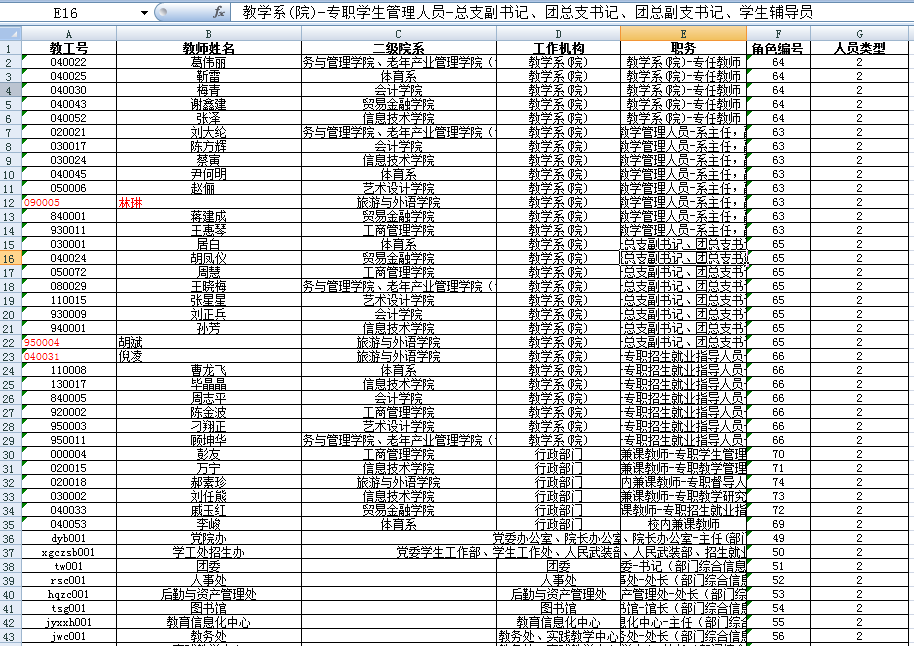 E16 fx 教学系(院)-专职学生管理人员-总支副书记、团总支书记、团总副支书记、学生辅导员
A B C D E F G
1 教工号 教师姓名 二级院系 工作机构 职务 角色编号 人员类型
2 040022 葛伟丽 务与管理学院、老年产业管理学院( 教学系(院) 教学系(院)-专任教师 64 2
3 040025 靳雷 体育系 教学系(院) 教学系(院)-专任教师 64 2
4 040030 梅青 会计学院 教学系(院) 教学系(院)-专任教师 64 2
5 040043 谢鑫建 贸易金融学院 教学系(院) 教学系(院)-专任教师 64 2
6 040052 张泽 信息技术学院 教学系(院) 教学系(院)-专任教师 64 2
7 020021 刘大纶 务与管理学院、老年产业管理学院( 教学系(院) 教学管理人员-系主任, 63 2
8 030017 陈方辉 会计学院 教学系(院) 教学管理人员-系主任, 63 2
9 030024 蔡寅 信息技术学院 教学系(院) 教学管理人员-系主任, 63 2
10 040045 尹何明 体育系 教学系(院) 教学管理人员-系主任, 63 2
11 050006 赵俪 艺术设计学院 教学系(院) 教学管理人员-系主任, 63 2
12 090005 林琳 旅游与外语学院 教学系(院) 教学管理人员-系主任, 63 2
13 840001 蒋建成 贸易金融学院 教学系(院) 教学管理人员-系主任, 63 2
14 930011 王惠琴 工商管理学院 教学系(院) 教学管理人员-系主任, 63 2
15 030001 居白 体育系 教学系(院) 总支副书记、团总支书 65 2
16 040024 胡凤仪 贸易金融学院 教学系(院) 总支副书记、团总支书 65 2
17 050072 周慧 工商管理学院 教学系(院) -总支副书记、团总支书 65 2
18 080029 王晓梅 务与管理学院、老年产业管理学院( 教学系(院) -总支副书记、团总支书 65 2
19 110015 张星星 艺术设计学院 教学系(院) -总支副书记、团总支书 65 2
20 930009 刘正兵 会计学院 教学系(院) -总支副书记、团总支书 65 2
21 940001 孙芳 信息技术学院 教学系(院) -总支副书记、团总支书 65 2
22 950004 胡斌 旅游与外语学院 教学系(院) -总支副书记、团总支书 65 2
23 040031 倪凌 旅游与外语学院 教学系(院) -专职招生就业指导人员 66 2
24 110008 曹龙飞 体育系 教学系(院) -专职招生就业指导人员 66 2
25 130017 毕晶晶 信息技术学院 教学系(院) -专职招生就业指导人员 66 2
26 840005 周志平 会计学院 教学系(院) -专职招生就业指导人员 66 2
27 920002 陈金波 工商管理学院 教学系(院) -专职招生就业指导人员 66 2
28 950003 刁翔正 艺术设计学院 教学系(院) -专职招生就业指导人员 66 2
29 950011 顾坤华 务与管理学院、老年产业管理学院( 教学系(院) -专职招生就业指导人员 66 2
30 000004 彭友 工商管理学院 行政部门 兼课教师-专职学生管理 70 2
31 020015 万宁 信息技术学院 行政部门 兼课教师-专职教学管理 71 2
32 020018 郝素珍 旅游与外语学院 行政部门 内兼课教师-专职督导人 74 2
33 030002 刘任熊 信息技术学院 行政部门 兼课教师-专职教学研究 73 2
34 040033 戚玉红 贸易金融学院 行政部门 课教师-专职招生就业指 72 2
35 040053 李峻 体育系 行政部门 校内兼课教师 69 2
36 dyb001 党院办 党委办公室、院长办公室 、院长办公室-主任(部门 49 2
37 xgczsb001 学工处招生办 党委学生工作部、学生工作处、人民武装部 、人民武装部、招生就业 50 2
38 tw001 团委 团委 委-书记(部门综合信息 51 2
39 rsc001 人事处 人事处 事处-处长(部门综合信息 52 2
40 hqzc001 后勤与资产管理处 后勤与资产管理处 产管理处-处长(部门综 53 2
41 tsg001 图书馆 图书馆 书馆-馆长(部门综合信息 54 2
42 jyxxh001 教育信息化中心 教育信息化中心 息化中心-主任(部门综合 55 2
43 jwc001 教务处 教务处、实践教学中心 务处-处长(部门综合信息 56 2